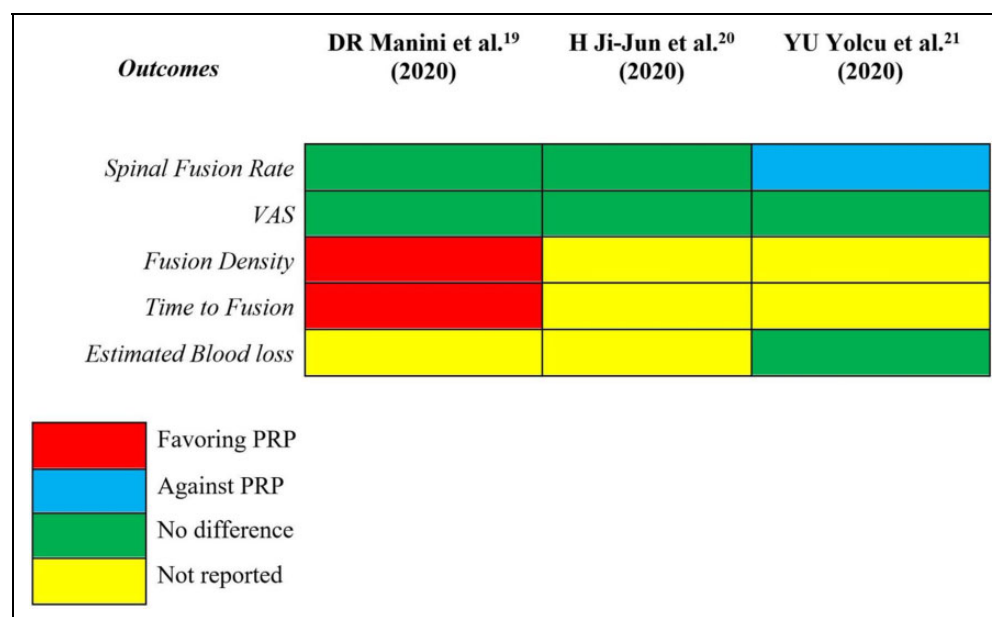 Outcomes
DR Manini et al.19 (2020)
H Ji-Jun et al.20 (2020)
YU Yolcu et al.21 (2020)
Spinal Fusion Rate
VAS
Fusion Density
Time to Fusion
Estimated Blood loss
Favoring PRP
Against PRP
No difference
Not reported